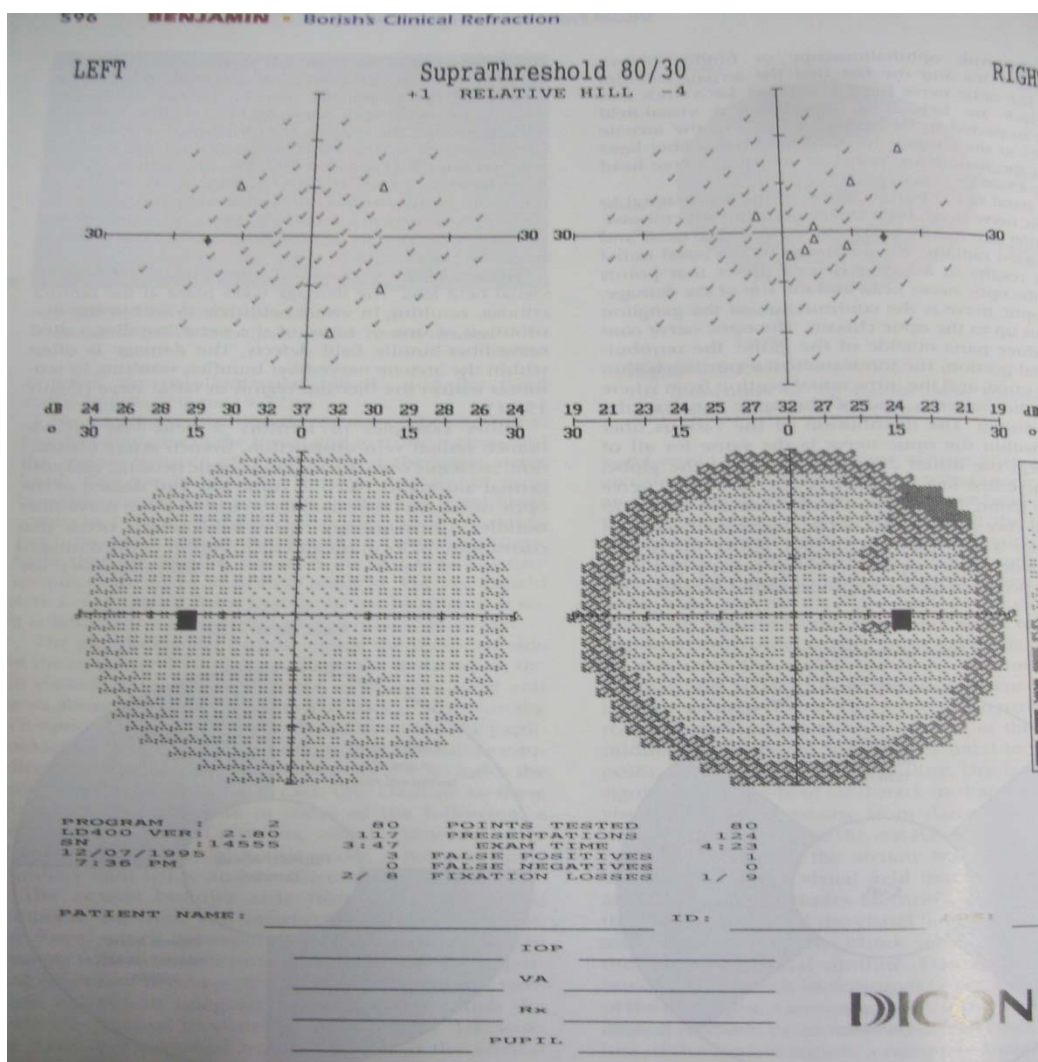 596 BENJAMIN ▪ Borish's Clinical Refraction
LEFT SupraThreshold 80/30 RIGHT
+1 RELATIVE HILL -4
30 30 30 30
dB 24 26 28 29 30 32 37 32 30 29 28 26 24 19 21 23 24 25 27 32 27 25 24 23 21 19 dB
o 30 15 0 15 30 30 15 0 15 30
PROGRAM : 2 80 POINTS TESTED 80
LD400 VER: 2.80 117 PRESENTATIONS 124
SN :14555 3:47 EXAM TIME 4:23
12/07/1995 3 FALSE POSITIVES 1
7:36 PM 0 FALSE NEGATIVES 0
2/ 8 FIXATION LOSSES 1/ 9
PATIENT NAME: ID:
IOP
VA
Rx
PUPIL
DICON